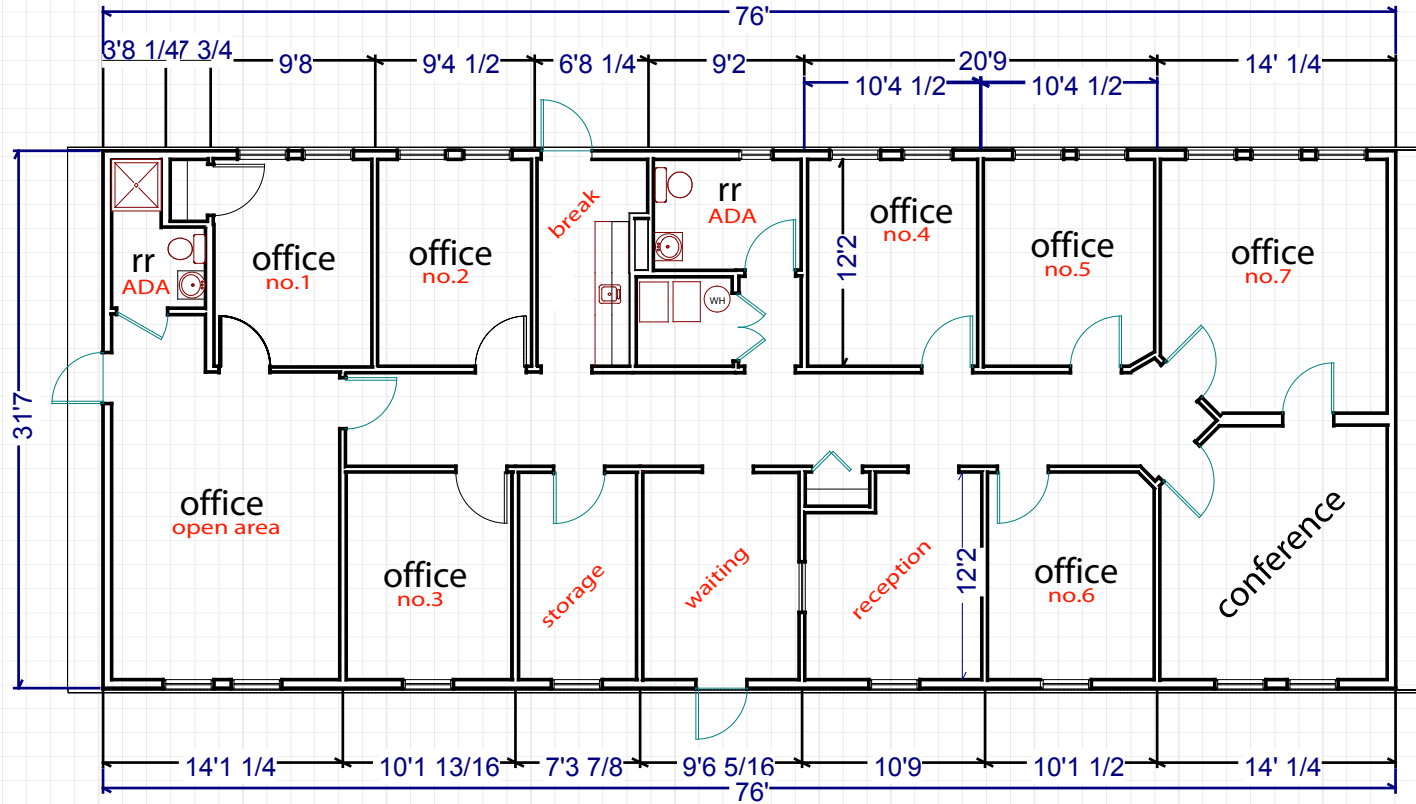 76'
3'8 1/4
7 3/4
9'8
9'4 1/2
6'8 1/4
9'2
20'9
14' 1/4
10'4 1/2
10'4 1/2
break
rr
ADA
office
no.4
office
no.1
office
no.2
12'2
office
no.5
office
no.7
rr
ADA
WH
31'7
office
open area
office
no.3
storage
waiting
reception
12'2
office
no.6
conference
14'1 1/4
10'1 13/16
7'3 7/8
9'6 5/16
10'9
10'1 1/2
14' 1/4
76'